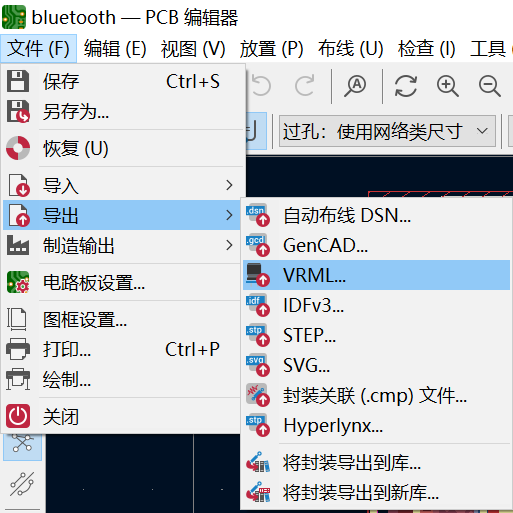 bluetooth — PCB 编辑器
文件 (F) 编辑 (E) 视图 (V) 放置 (P) 布线 (U) 检查 (I) 工具
保存 Ctrl+S
另存为...
恢复 (U)
过孔：使用网络类尺寸
导入
导出
制造输出
电路板设置...
图框设置...
打印... Ctrl+P
绘制...
关闭
.dsn 自动布线 DSN...
.gcd GenCAD...
VRML...
.idf IDFv3...
.stp STEP...
.svg SVG...
封装关联 (.cmp) 文件...
.stp Hyperlynx...
将封装导出到库...
将封装导出到新库...